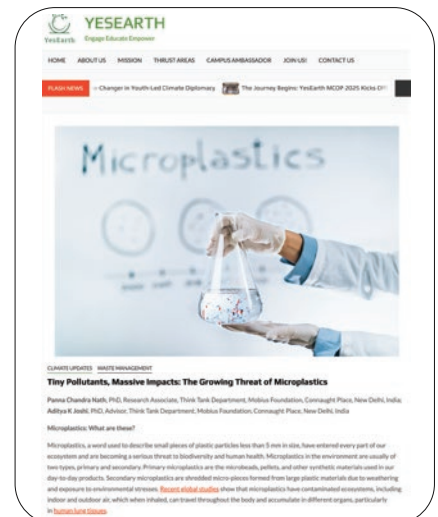 YESEARTH
YesEarth
Engage Educate Empower
HOME ABOUT US MISSION THRUST AREAS CAMPUS AMBASSADOR JOIN US! CONTACT US
FLASH NEWS
Changer in Youth-Led Climate Diplomacy The Journey Begins: YesEarth MCOP 2025 Kicks Off
Microplastics
CLIMATE UPDATES WASTE MANAGEMENT
Tiny Pollutants, Massive Impacts: The Growing Threat of Microplastics
Panna Chandra Nath, PhD, Research Associate, Think Tank Department, Mobius Foundation, Connaught Place, New Delhi, India;
Aditya K Joshi, PhD, Advisor, Think Tank Department, Mobius Foundation, Connaught Place, New Delhi, India
Microplastics: What are these?
Microplastics, a word used to describe small pieces of plastic particles less than 5 mm in size, have entered every part of our
ecosystem and are becoming a serious threat to biodiversity and human health. Microplastics in the environment are usually of
two types, primary and secondary. Primary microplastics are the microbeads, pellets, and other synthetic materials used in our
day-to-day products. Secondary microplastics are shredded micro-pieces formed from large plastic materials due to weathering
and exposure to environmental stresses. Recent global studies show that microplastics have contaminated ecosystems, including
indoor and outdoor air, which when inhaled, can travel throughout the body and accumulate in different organs, particularly
in human lung tissues.